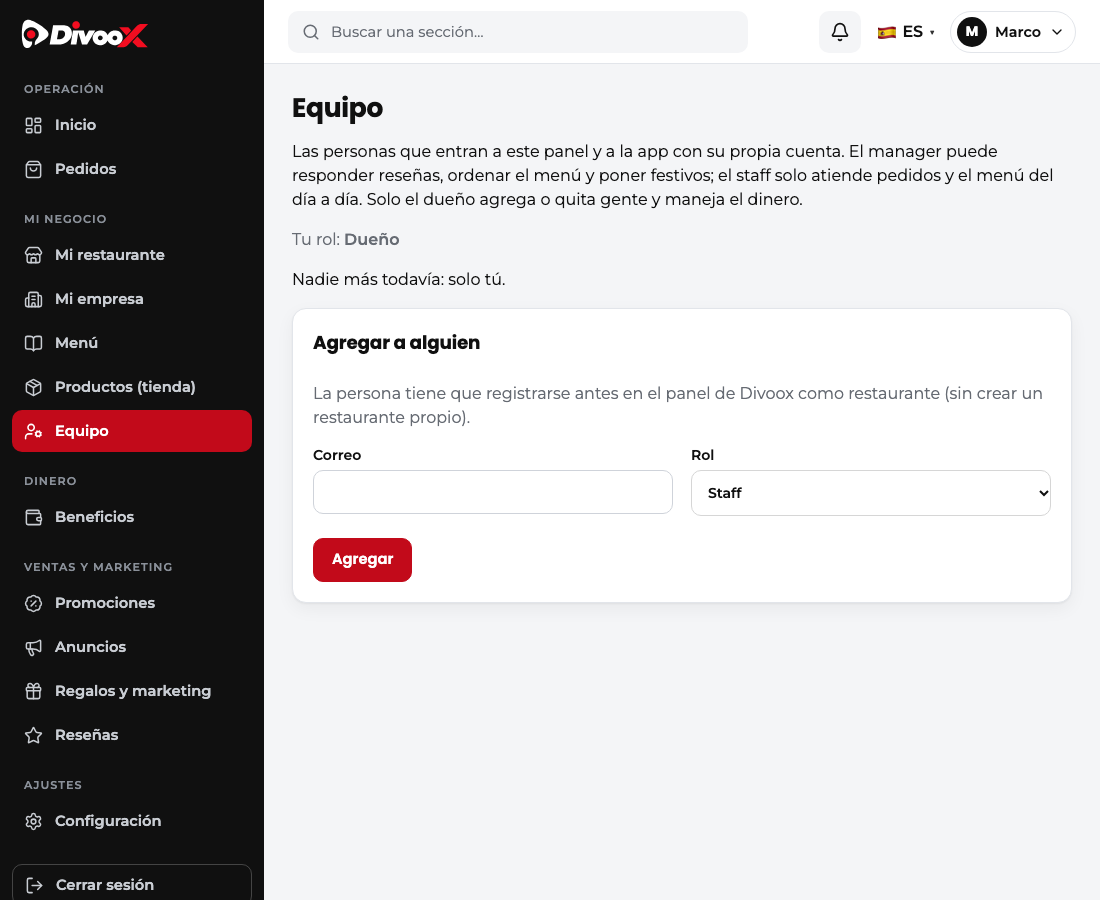 DivooX
OPERACIÓN
Inicio
Pedidos
MI NEGOCIO
Mi restaurante
Mi empresa
Menú
Productos (tienda)
Equipo
DINERO
Beneficios
VENTAS Y MARKETING
Promociones
Anuncios
Regalos y marketing
Reseñas
AJUSTES
Configuración
Cerrar sesión
Buscar una sección...
ES
M
Marco
Equipo
Las personas que entran a este panel y a la app con su propia cuenta. El manager puede
responder reseñas, ordenar el menú y poner festivos; el staff solo atiende pedidos y el menú del
día a día. Solo el dueño agrega o quita gente y maneja el dinero.
Tu rol: Dueño
Nadie más todavía: solo tú.
Agregar a alguien
La persona tiene que registrarse antes en el panel de Divoox como restaurante (sin crear un
restaurante propio).
Correo
Rol
Staff
Agregar